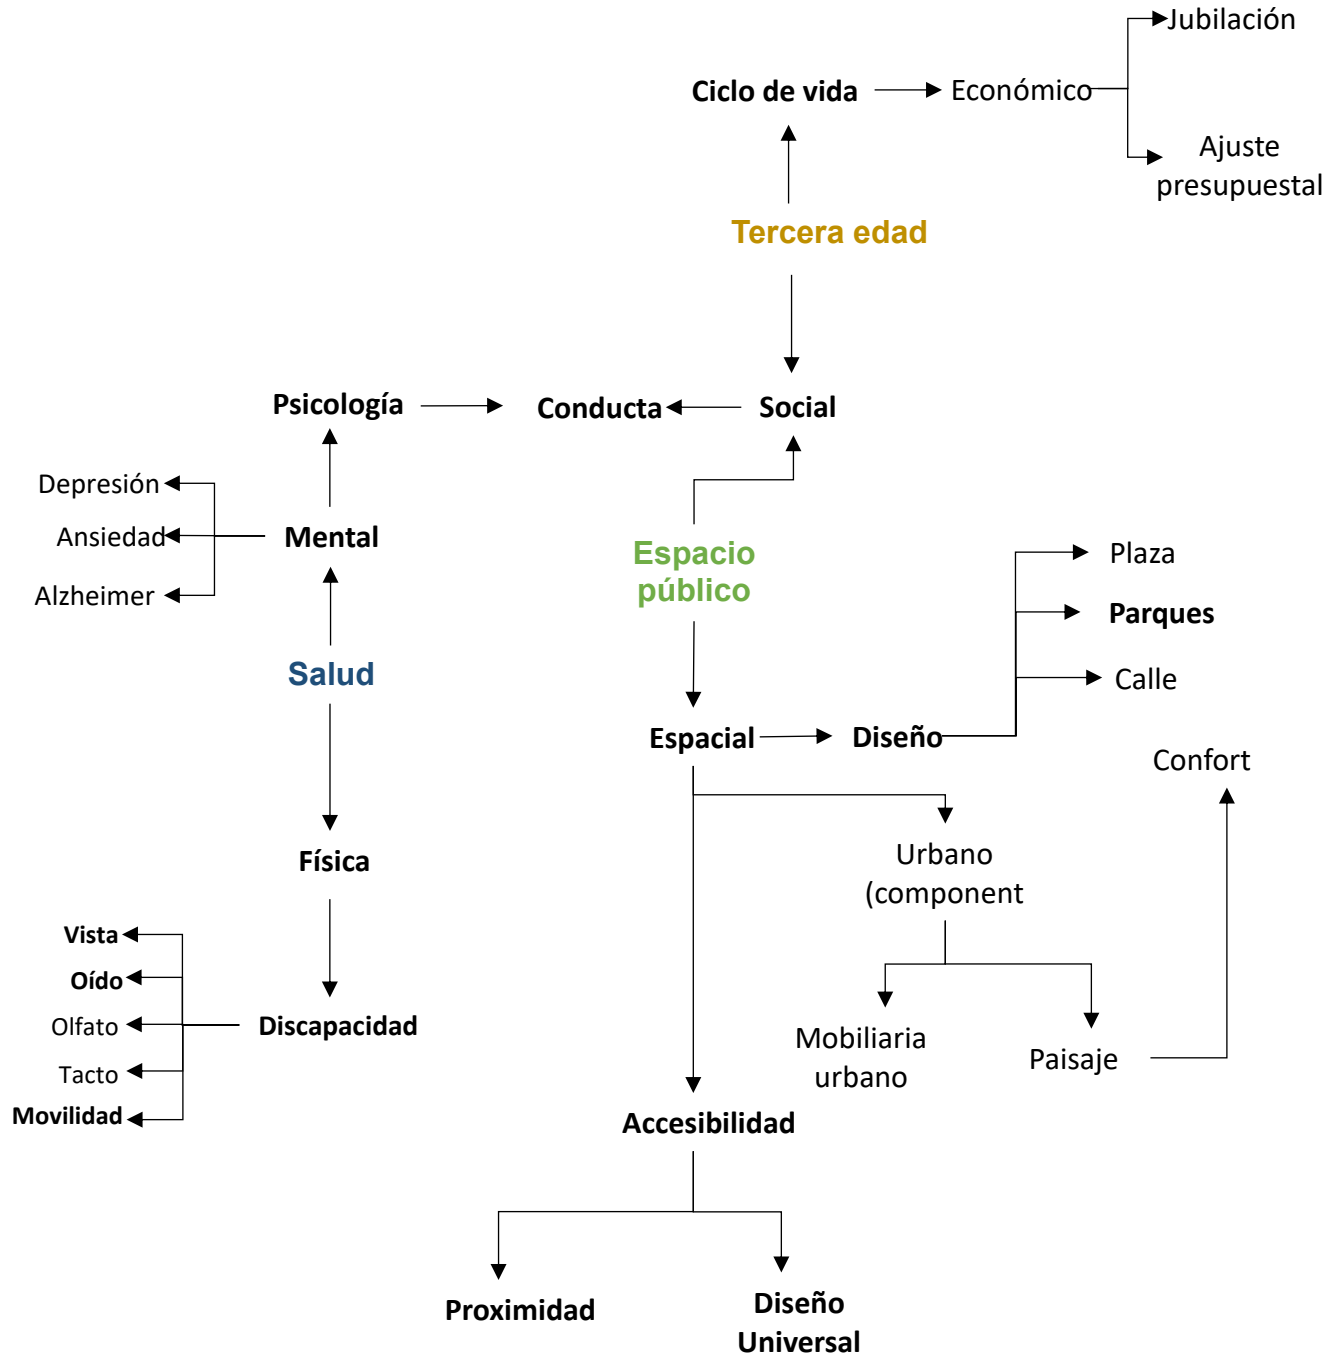 Jubilación
Ciclo de vida
Económico
Ajuste
presupuestal
Tercera edad
Psicología
Conducta
Social
Depresión
Ansiedad
Mental
Alzheimer
Espacio
público
Plaza
Parques
Salud
Calle
Espacial
Diseño
Confort
Física
Urbano
(component
Vista
Oído
Olfato
Discapacidad
Tacto
Movilidad
Mobiliaria
urbano
Paisaje
Accesibilidad
Proximidad
Diseño
Universal